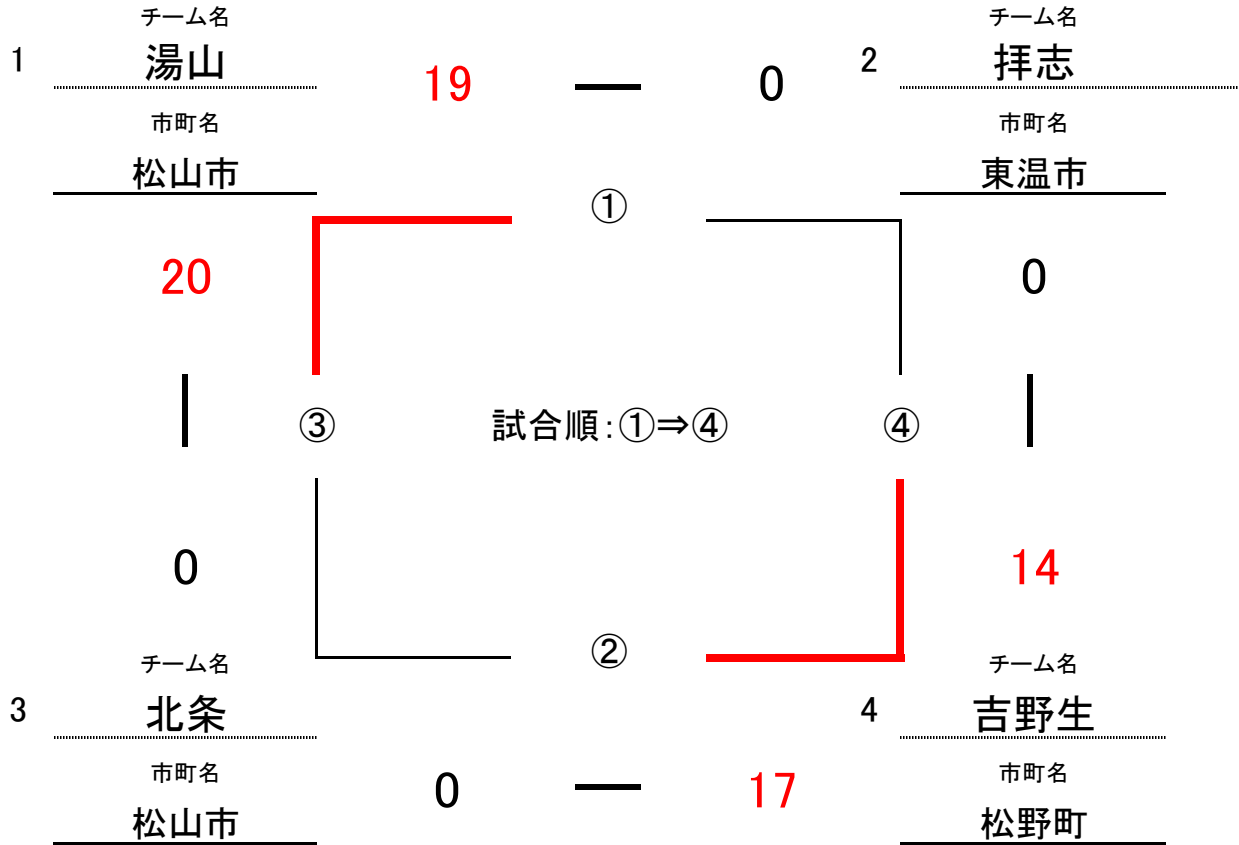 チーム名
チーム名
1 湯山 19 ー 0 2 拝志
市町名
市町名
松山市
東温市
①
20
0
| ③ 試合順:①⇒④ ④ |
0
14
②
チーム名
チーム名
3 北条
4 吉野生
市町名
市町名
0 ー 17
松山市
松野町